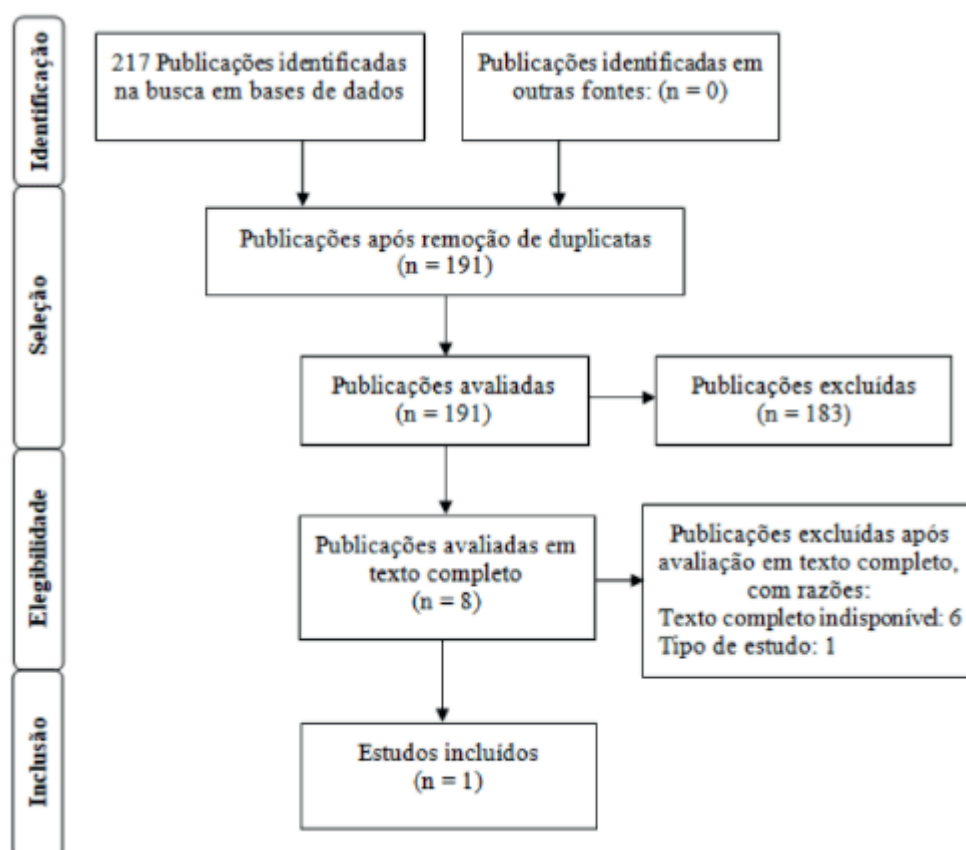 Identificação
217 Publicações identificadas
na busca em bases de dados
Publicações identificadas em
outras fontes: (n = 0)
Seleção
Publicações após remoção de duplicatas
(n = 191)
Publicações avaliadas
(n = 191)
Publicações excluídas
(n = 183)
Elegibilidade
Publicações avaliadas em
texto completo
(n = 8)
Publicações excluídas após
avaliação em texto completo,
com razões:
Texto completo indisponível: 6
Tipo de estudo: 1
Inclusão
Estudos incluídos
(n = 1)